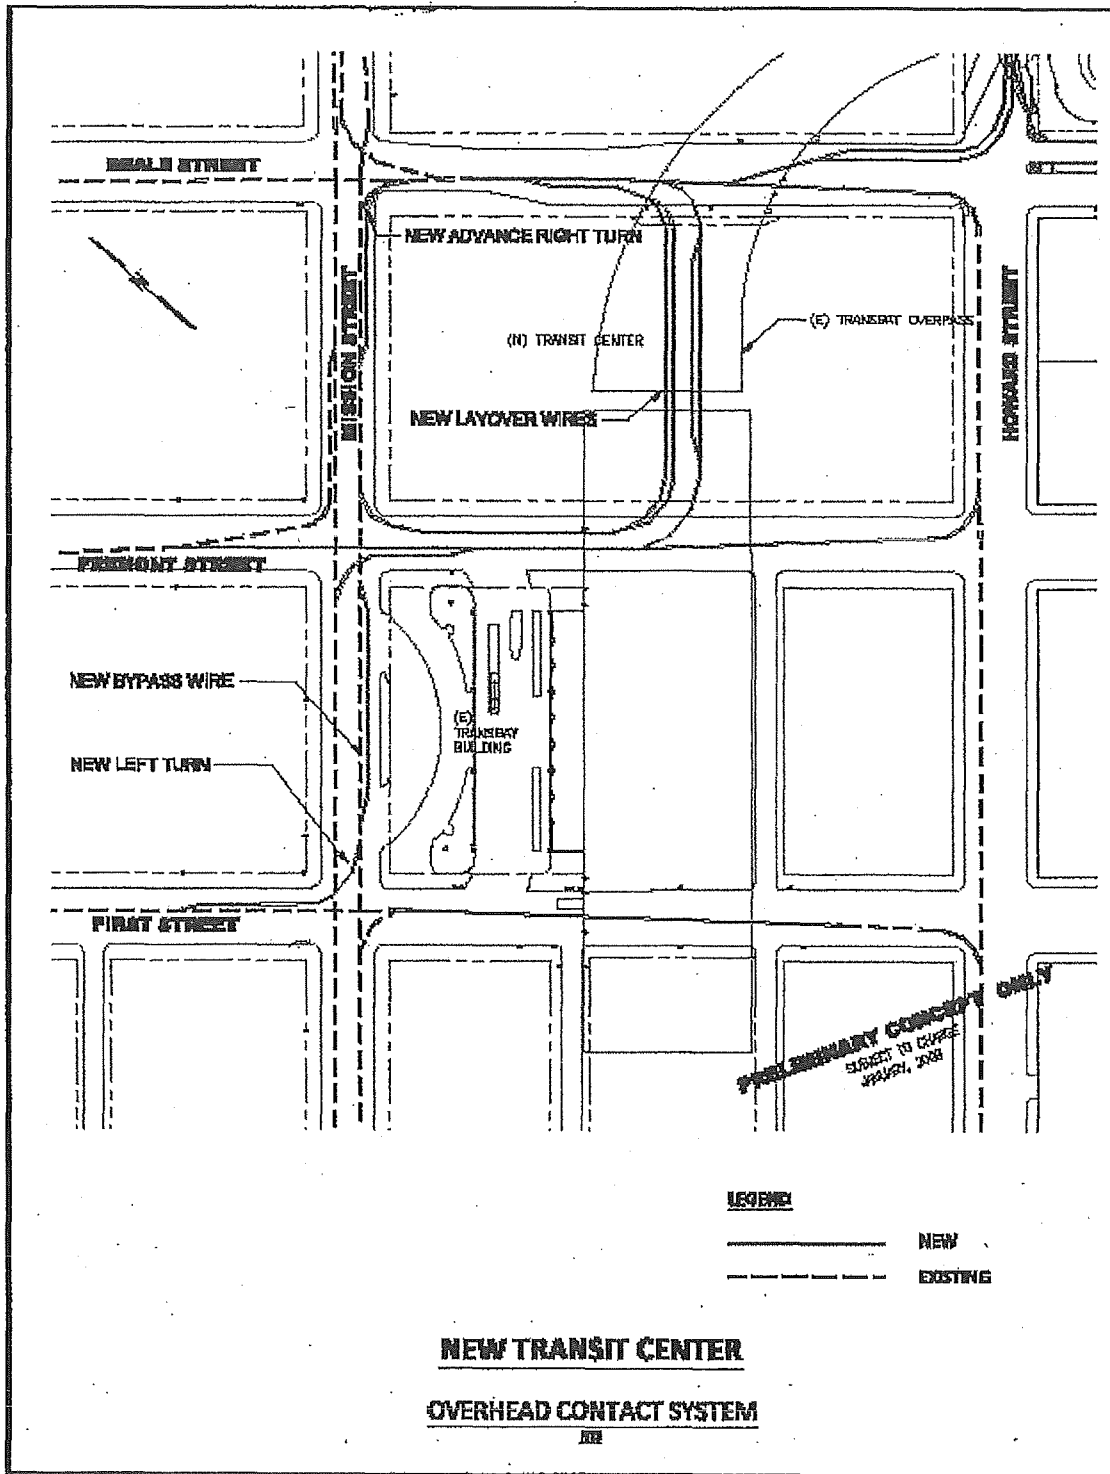 BEALE STREET
NEW ADVANCE RIGHT TURN
MISSION STREET
(N) TRANSIT CENTER
(E) TRANSBAY OVERPASS
HOWARD STREET
NEW LAYOVER WIRES
FREMONT STREET
NEW BYPASS WIRE
(E)
TRANSBAY
BUILDING
NEW LEFT TURN
FIRST STREET
PRELIMINARY CONCEPT ONLY
SUBJECT TO CHANGE
LEGEND:
NEW
EXISTING
NEW TRANSIT CENTER
OVERHEAD CONTACT SYSTEM